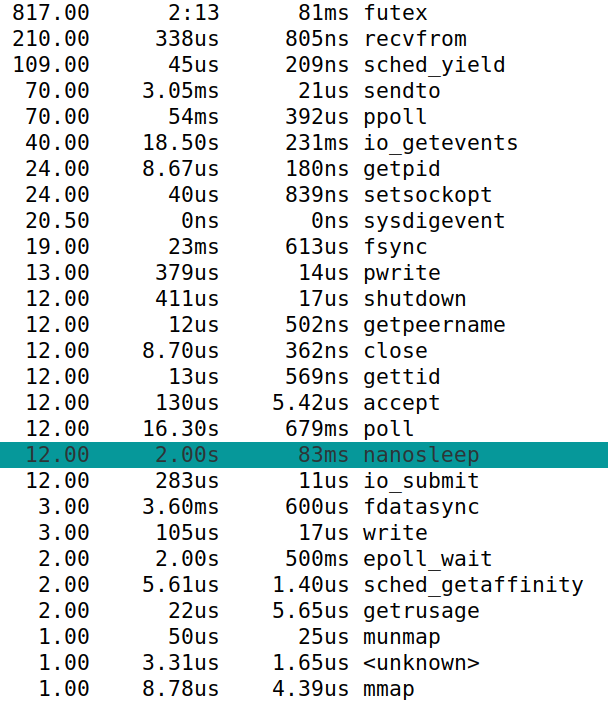 817.00 2:13 81ms futex
210.00 338us 805ns recvfrom
109.00 45us 209ns sched_yield
70.00 3.05ms 21us sendto
70.00 54ms 392us ppoll
40.00 18.50s 231ms io_getevents
24.00 8.67us 180ns getpid
24.00 40us 839ns setsockopt
20.50 0ns 0ns sysdigevent
19.00 23ms 613us fsync
13.00 379us 14us pwrite
12.00 411us 17us shutdown
12.00 12us 502ns getpeername
12.00 8.70us 362ns close
12.00 13us 569ns gettid
12.00 130us 5.42us accept
12.00 16.30s 679ms poll
12.00 2.00s 83ms nanosleep
12.00 283us 11us io_submit
3.00 3.60ms 600us fdatasync
3.00 105us 17us write
2.00 2.00s 500ms epoll_wait
2.00 5.61us 1.40us sched_getaffinity
2.00 22us 5.65us getrusage
1.00 50us 25us munmap
1.00 3.31us 1.65us <unknown>
1.00 8.78us 4.39us mmap